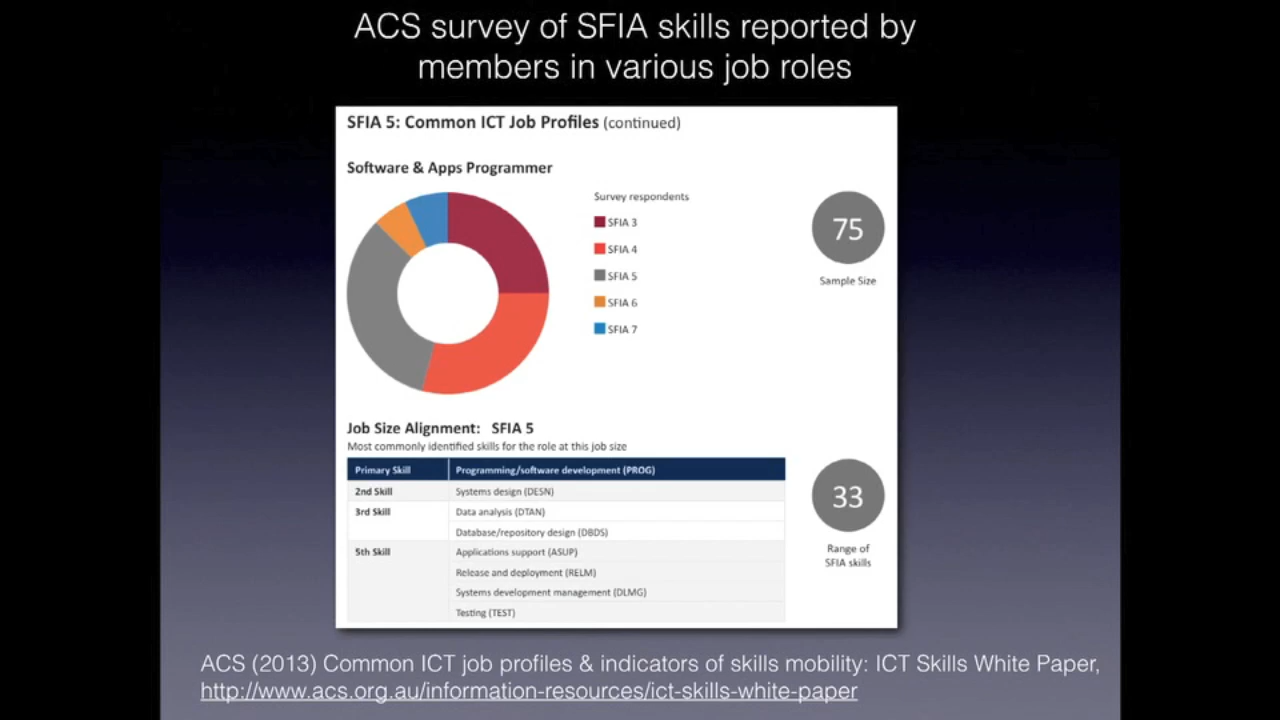 ACS survey of SFIA skills reported by
members in various job roles
SFIA 5: Common ICT Job Profiles (continued)
Software & Apps Programmer
Survey respondents
SFIA 3
SFIA 4
SFIA 5
SFIA 6
SFIA 7
75
Sample Size
Job Size Alignment: SFIA 5
Most commonly identified skills for the role at this job size
Primary Skill Programming/software development (PROG)
2nd Skill Systems design (DESN)
3rd Skill Data analysis (DTAN)
Database/repository design (DBDS)
5th Skill Applications support (ASUP)
Release and deployment (RELM)
Systems development management (DLMG)
Testing (TEST)
33
Range of
SFIA skills
ACS (2013) Common ICT job profiles & indicators of skills mobility: ICT Skills White Paper,
http://www.acs.org.au/information-resources/ict-skills-white-paper